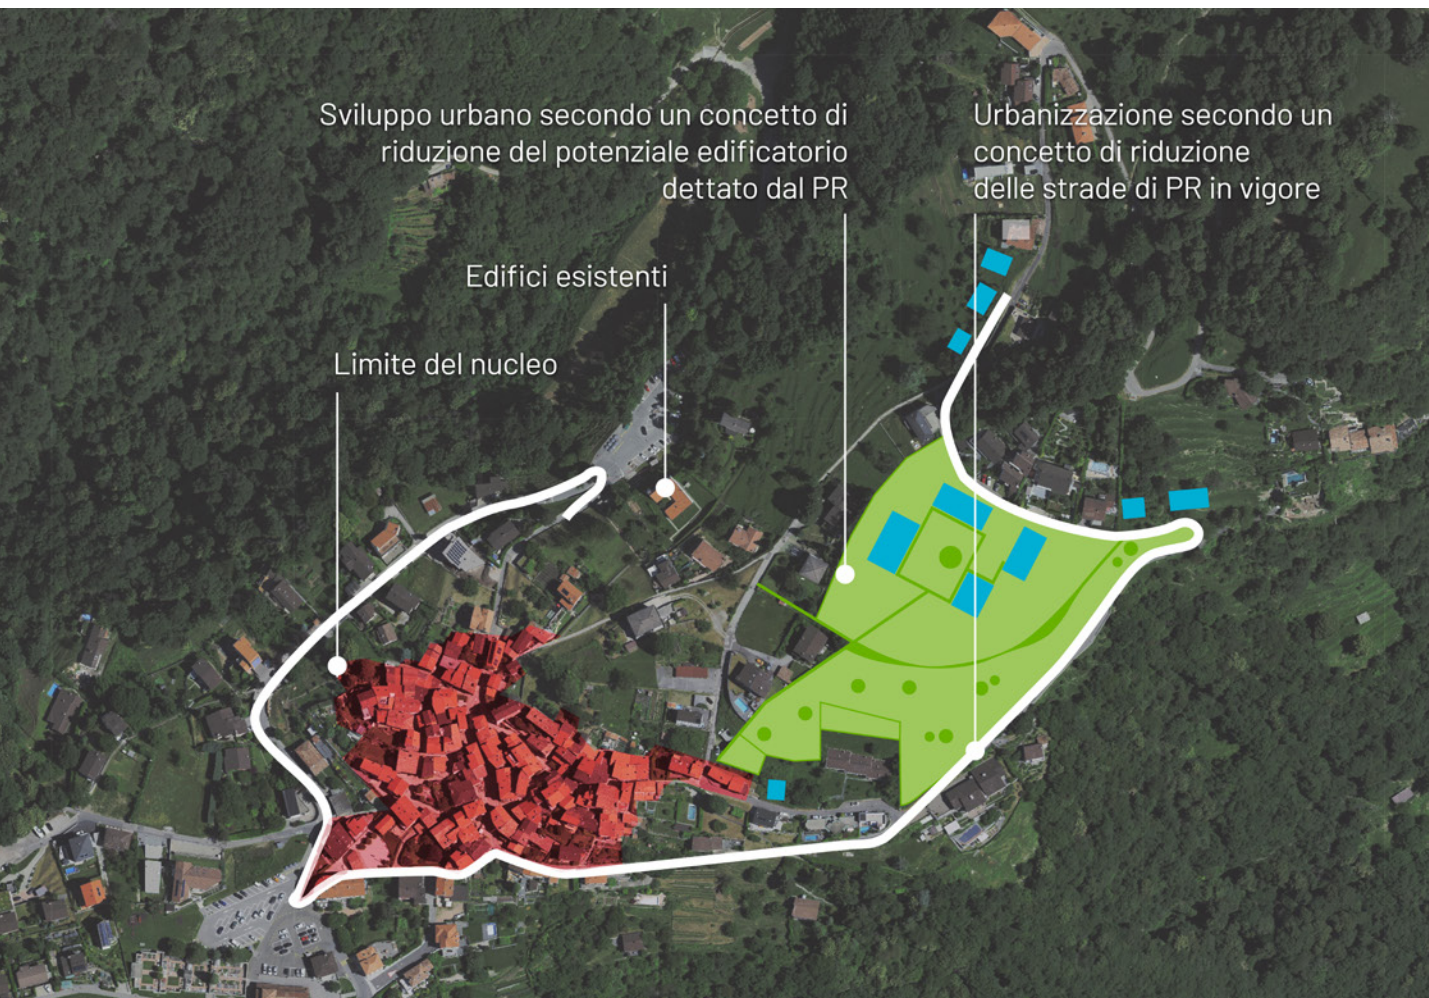 Sviluppo urbano secondo un concetto di
riduzione del potenziale edificatorio
dettato dal PR
Urbanizzazione secondo un
concetto di riduzione
delle strade di PR in vigore
Edifici esistenti
Limite del nucleo